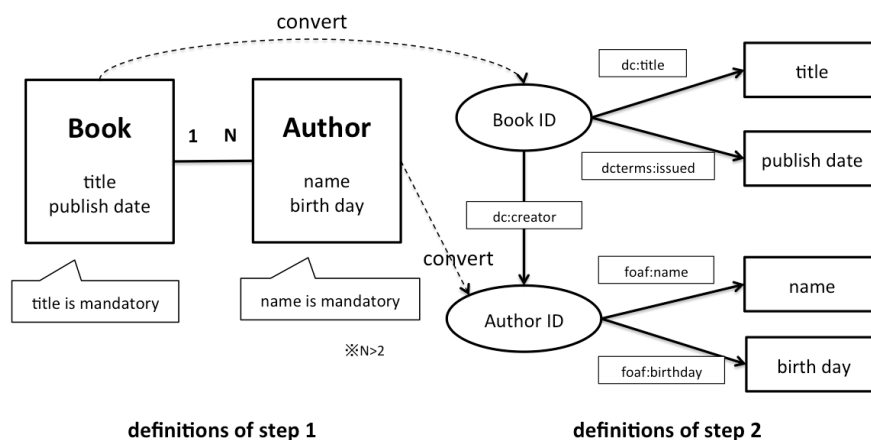 convert
Book
title
publish date
1 N
Author
name
birth day
title is mandatory
name is mandatory
※N>2
convert
definitions of step 1
Book ID
dc:title
title
dcterms:issued
publish date
dc:creator
Author ID
foaf:name
name
foaf:birthday
birth day
definitions of step 2